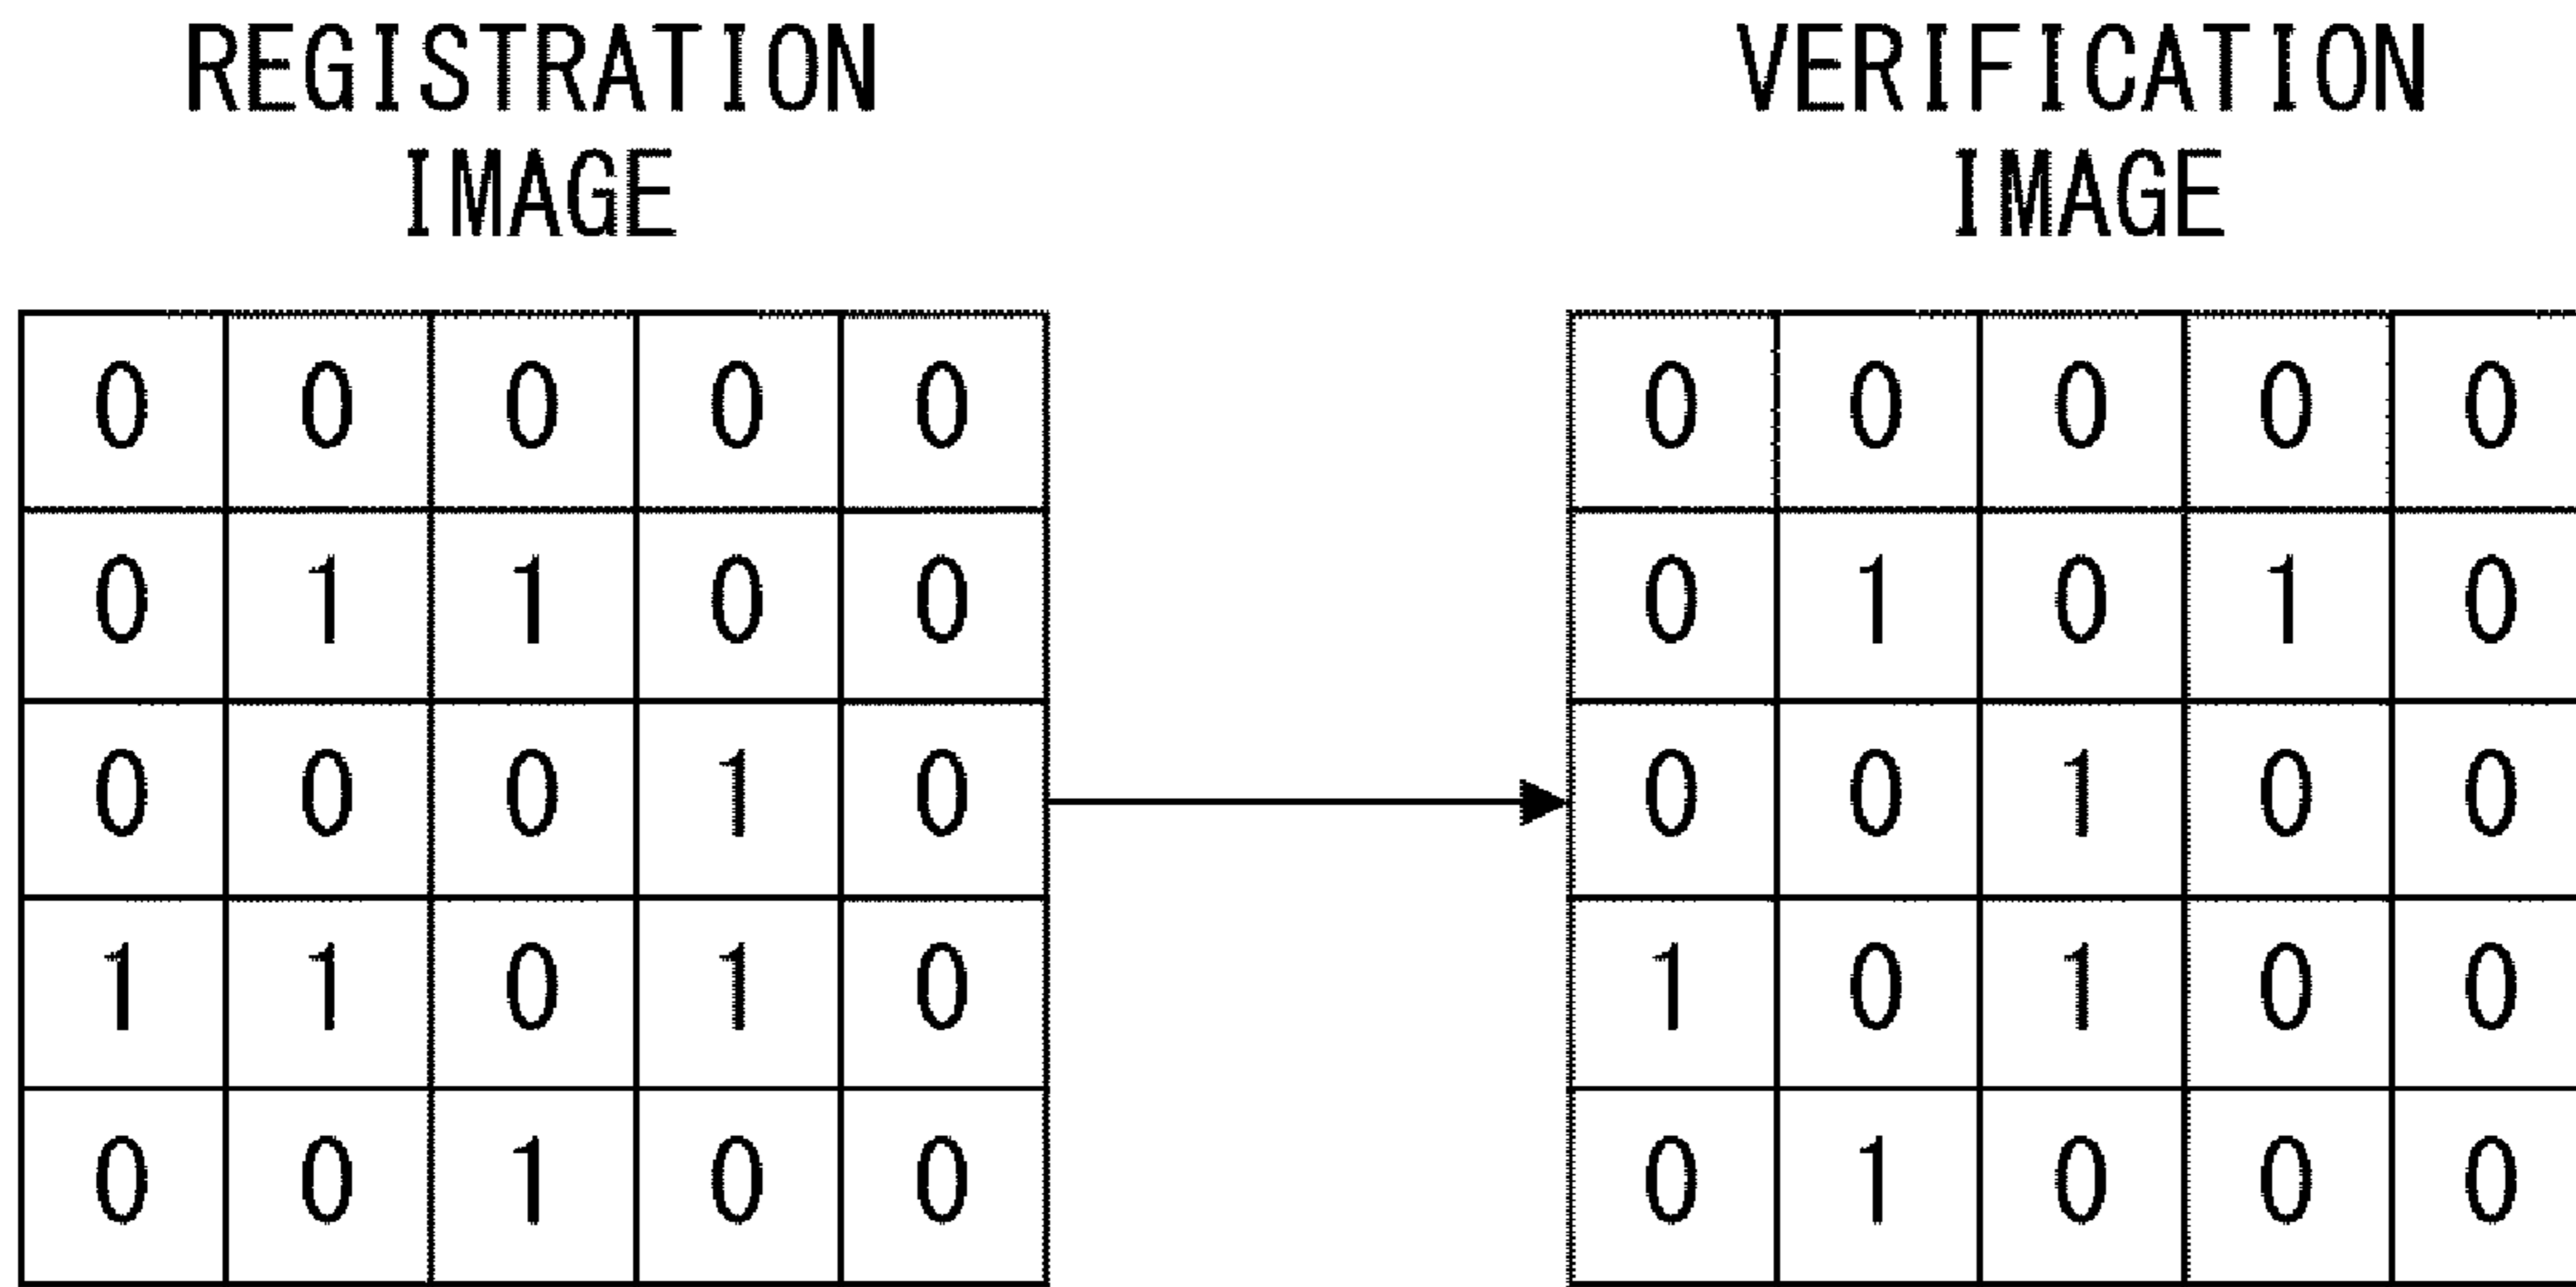 REGISTRATION
IMAGE
VERIFICATION
IMAGE
0 0 0 0 0
0 1 1 0 0
0 0 0 1 0
1 1 0 1 0
0 0 1 0 0
0 0 0 0 0
0 1 0 1 0
0 0 1 0 0
1 0 1 0 0
0 1 0 0 0